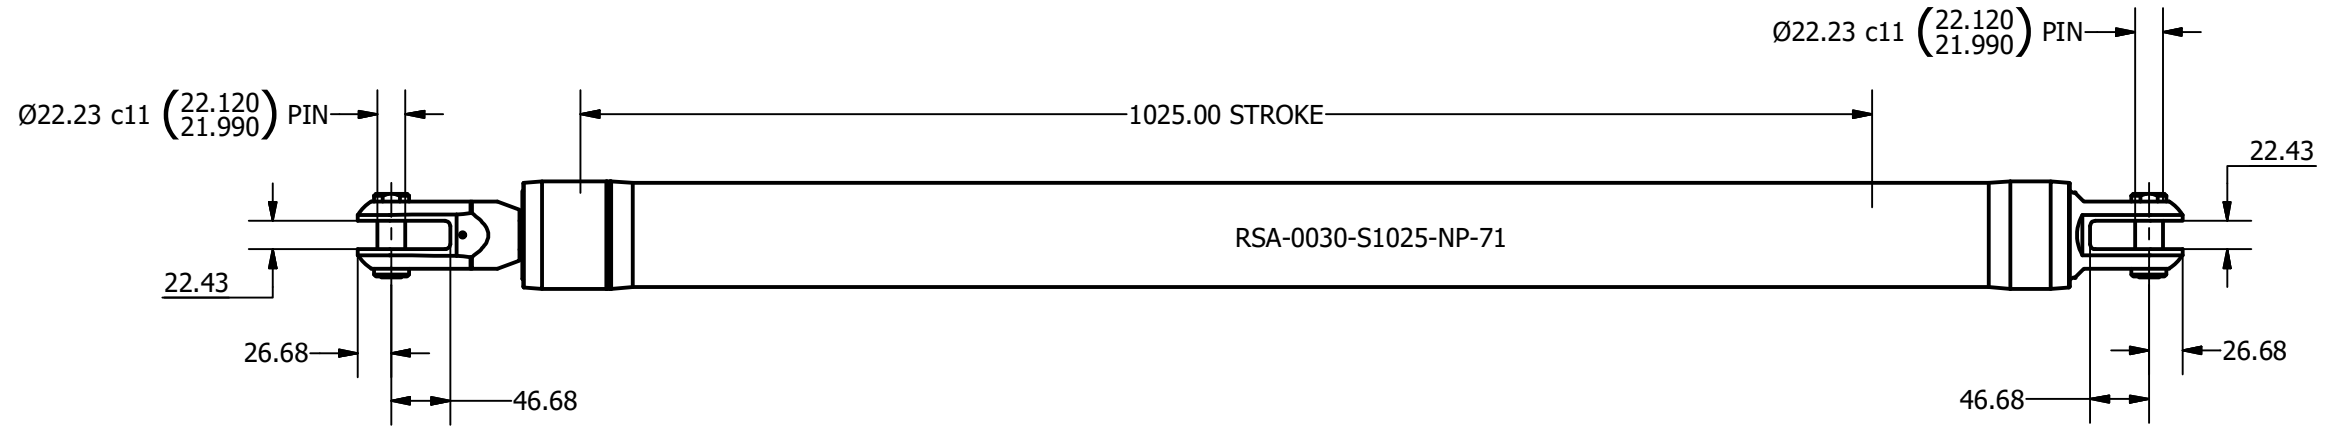 Ø22.23 c11 (22.120
21.990) PIN
Ø22.23 c11 (22.120
21.990) PIN
1025.00 STROKE
22.43
RSA-0030-S1025-NP-71
22.43
26.68
26.68
46.68
46.68